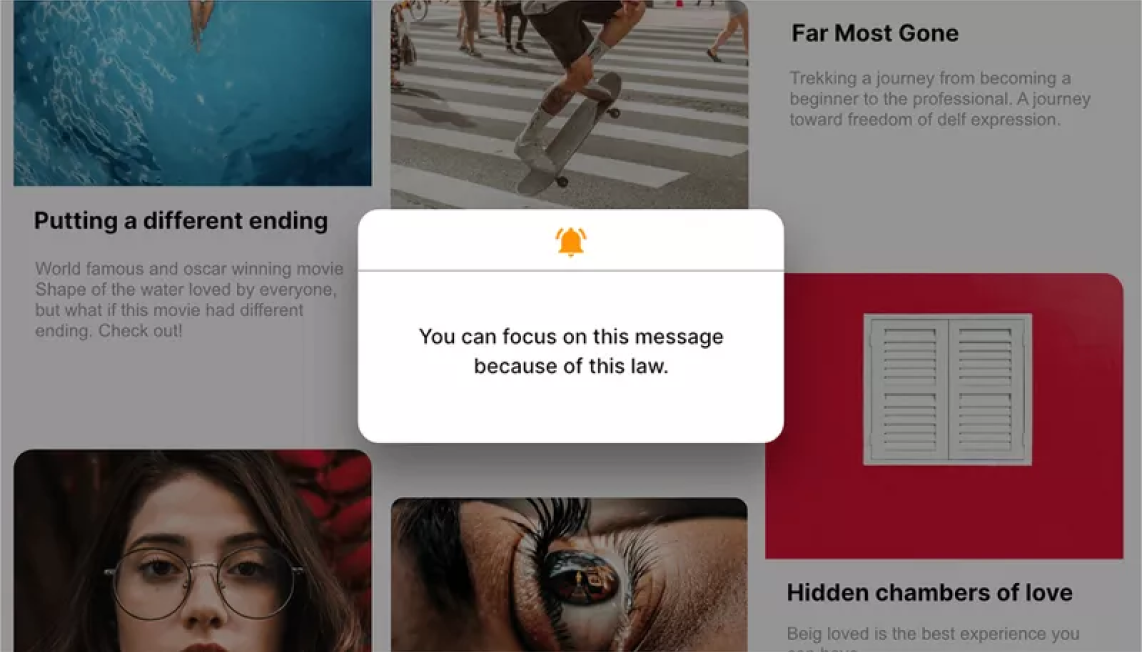 Far Most Gone
Trekking a journey from becoming a
beginner to the professional. A journey
toward freedom of delf expression.
Putting a different ending
World famous and oscar winning movie
Shape of the water loved by everyone,
but what if this movie had different
ending. Check out!
You can focus on this message
because of this law.
Hidden chambers of love
Beig loved is the best experience you
can have